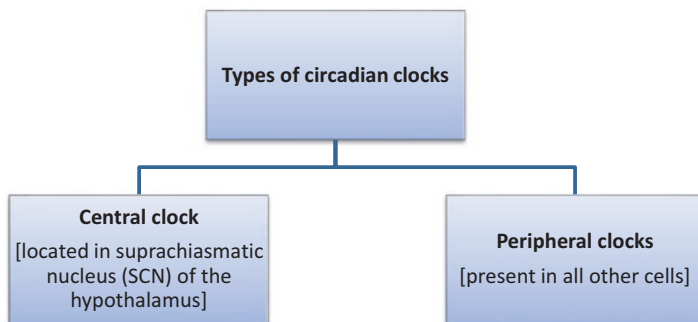 Types of circadian clocks
Central clock
[located in suprachiasmatic
nucleus (SCN) of the
hypothalamus]
Peripheral clocks
[present in all other cells]